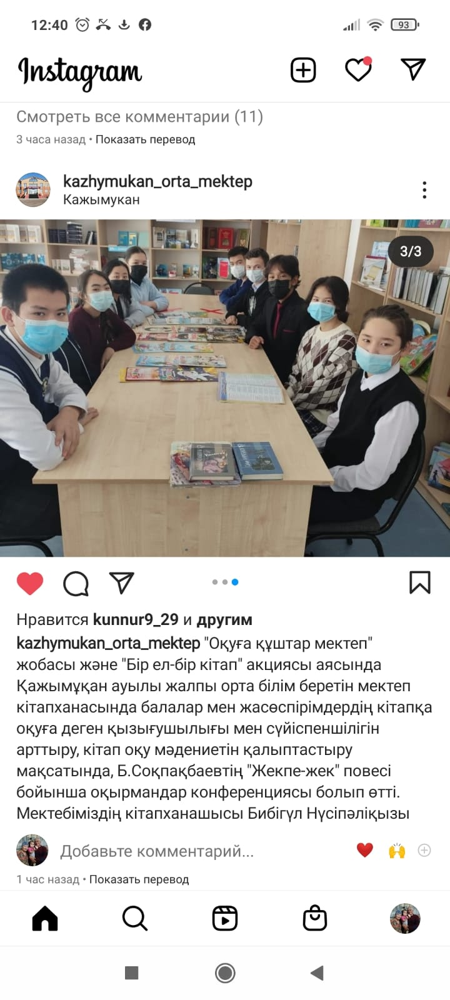 12:40
93
Instagram
Смотреть все комментарии (11)
3 часа назад • Показать перевод
kazhymukan_orta_mektep
Кажымукан
3/3
Нравится kunnur9_29 и другим
kazhymukan_orta_mektep "Оқуға құштар мектеп"
жобасы және "Бір ел-бір кітап" акциясы аясында
Қажымұқан ауылы жалпы орта білім беретін мектеп
кітапханасында балалар мен жасөспірімдердің кітапқа
оқуға деген қызығушылығы мен сүйіспеншілігін
арттыру, кітап оқу мәдениетін қалыптастыру
мақсатында, Б.Соқпақбаевтің "Жекпе-жек" повесі
бойынша оқырмандар конференциясы болып өтті.
Мектебіміздің кітапханашысы Бибігүл Нүсіпәліқызы
Добавьте комментарий...
1 час назад • Показать перевод